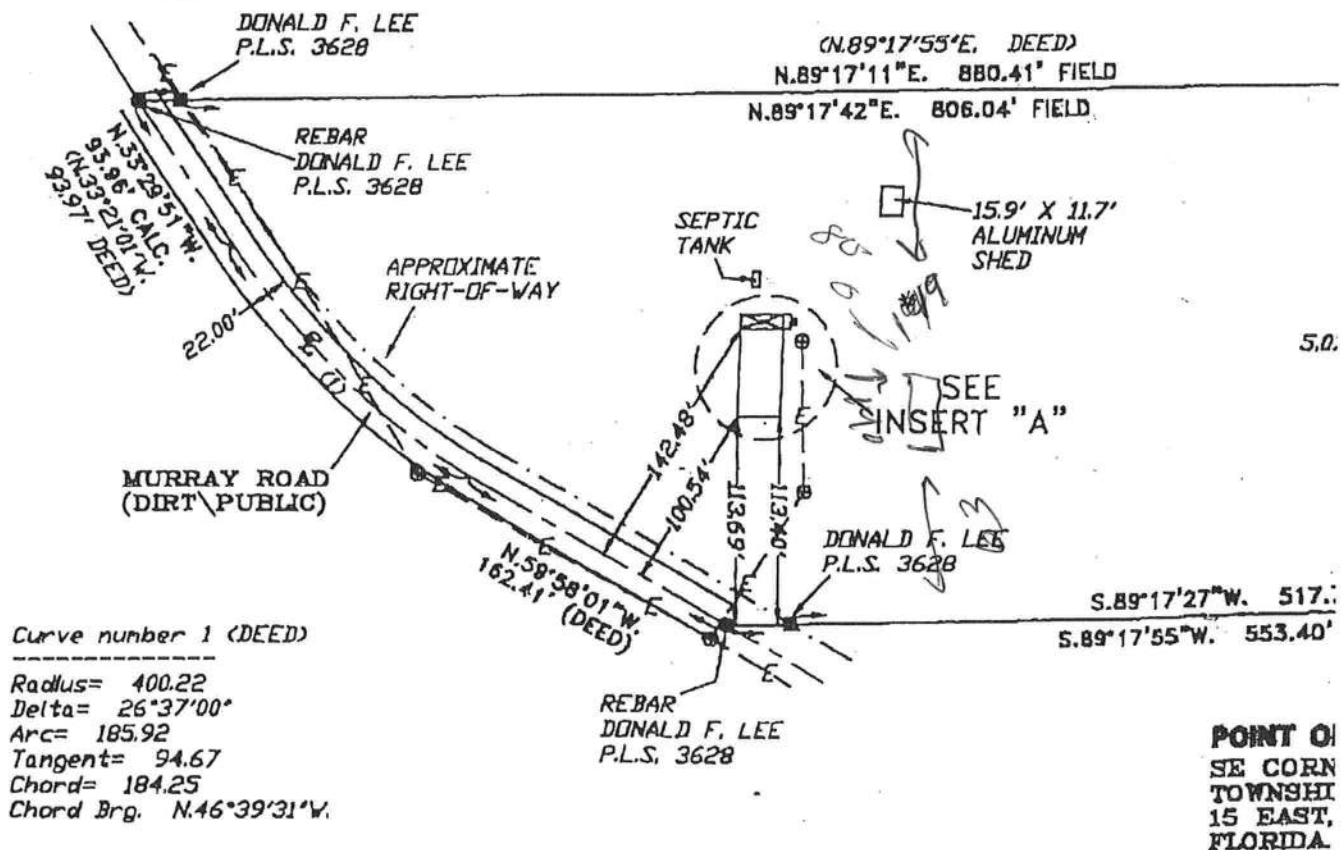 DONALD F. LEE
P.L.S. 3628
(N.89°17'55"E. DEED)
N.89°17'11"E. 880.41' FIELD
N.89°17'42"E. 806.04' FIELD
REBAR
DONALD F. LEE
P.L.S. 3628
N.33°29'51"W.
93.96' CALC.
(N.33°21'01"W.
93.97' DEED)
22.00'
APPROXIMATE
RIGHT-OF-WAY
SEPTIC
TANK
15.9' X 11.7'
ALUMINUM
SHED
SEE
INSERT "A"
MURRAY ROAD
(DIRT\PUBLIC)
(1)
142.48'
100.54'
113.69'
113.40'
DONALD F. LEE
P.L.S. 3628
N.59°58'01"W.
162.41' (DEED)
S.89°17'27"W. 517.
S.89°17'55"W. 553.40'
REBAR
DONALD F. LEE
P.L.S. 3628
Curve number 1 (DEED)
Radius= 400.22
Delta= 26°37'00"
Arc= 185.92
Tangent= 94.67
Chord= 184.25
Chord Brg. N.46°39'31"W.
POINT
SE CORN
TOWNSHI
15 EAST,
FLORIDA